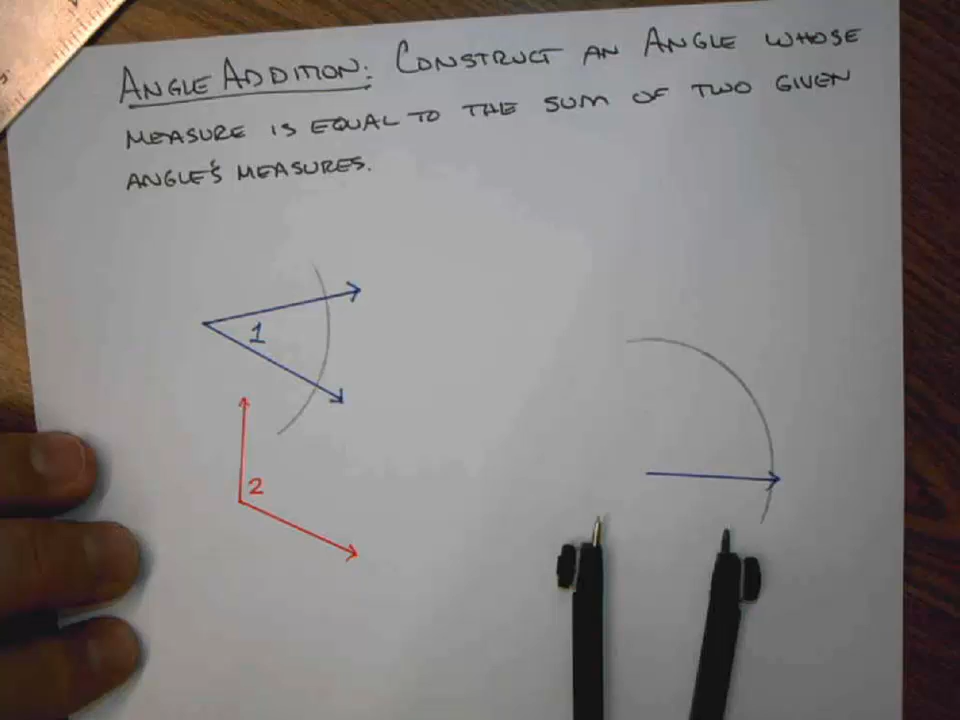 ANGLE ADDITION: CONSTRUCT AN ANGLE WHOSE
MEASURE IS EQUAL TO THE SUM OF TWO GIVEN
ANGLE'S MEASURES.
1
2